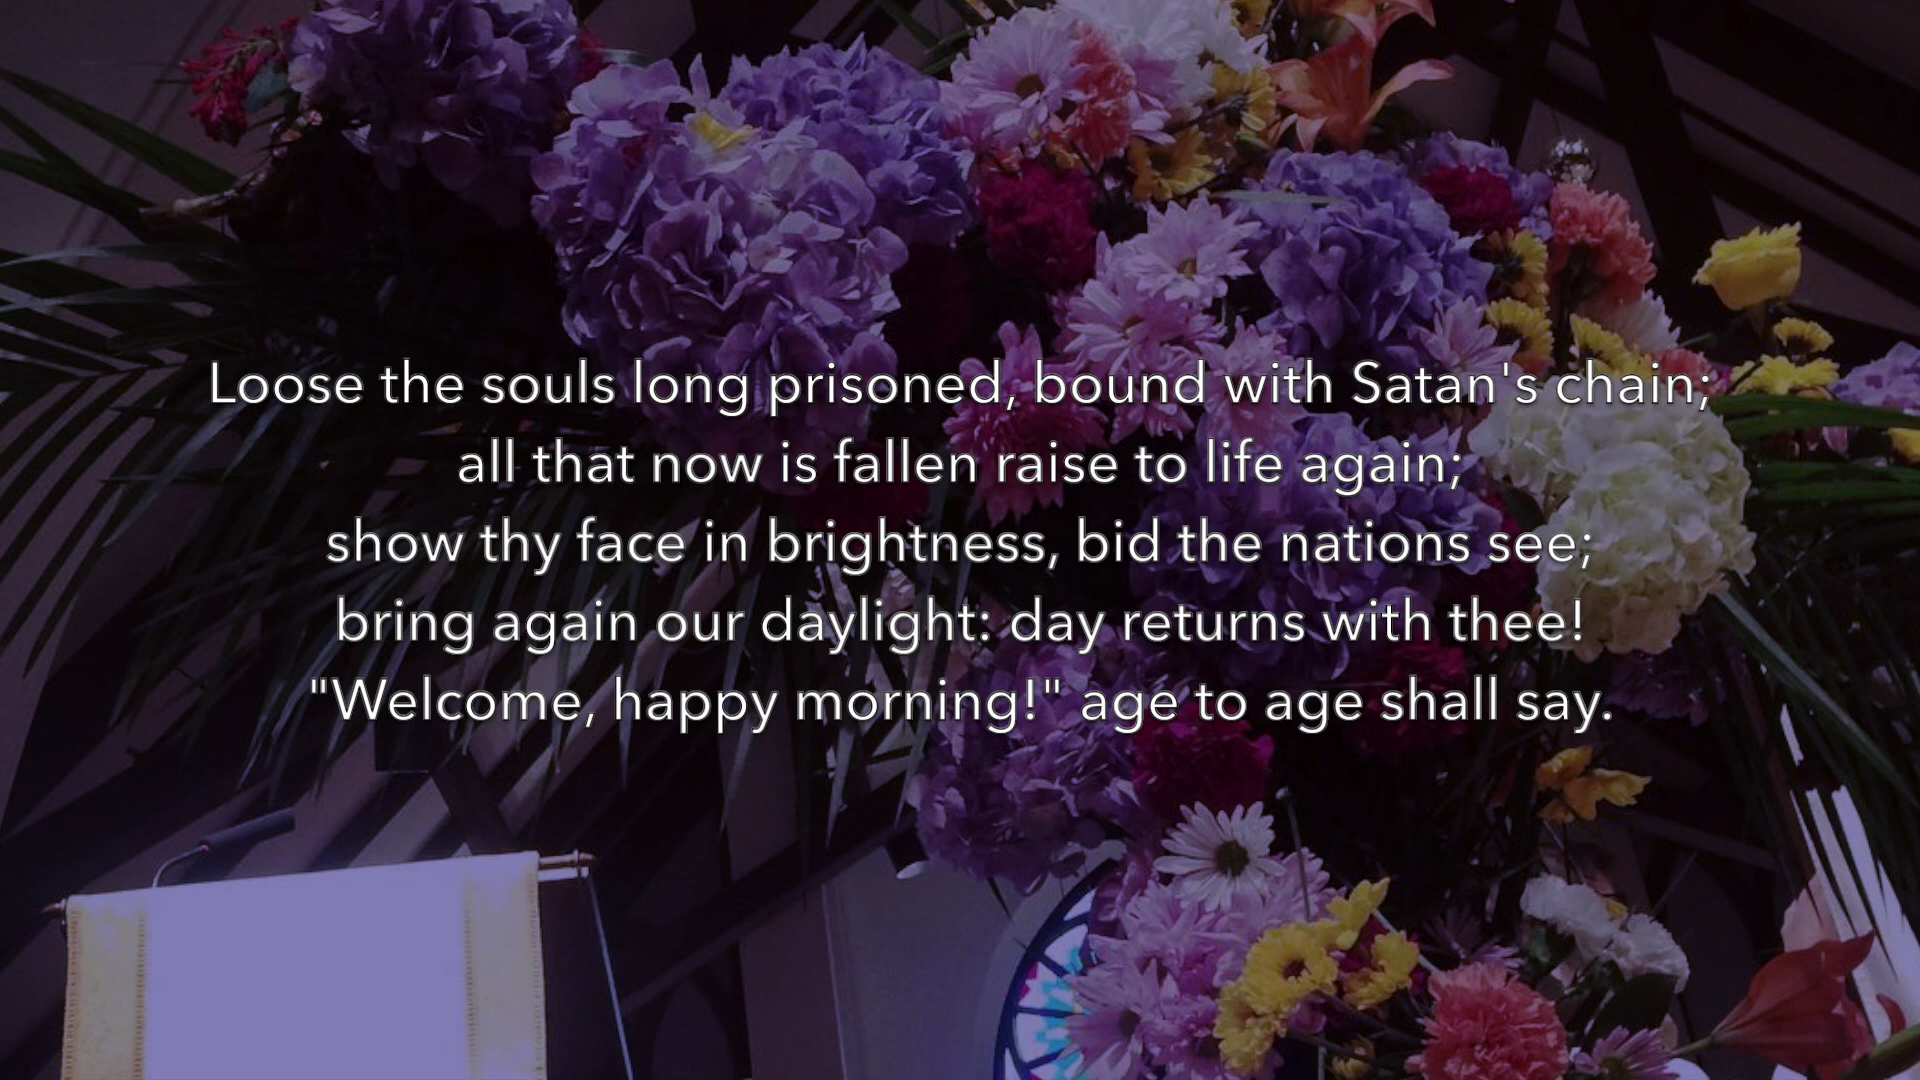 Loose the souls long prisoned, bound with Satan's chain;
all that now is fallen raise to life again;
show thy face in brightness, bid the nations see;
bring again our daylight: day returns with thee!
"Welcome, happy morning!" age to age shall say.